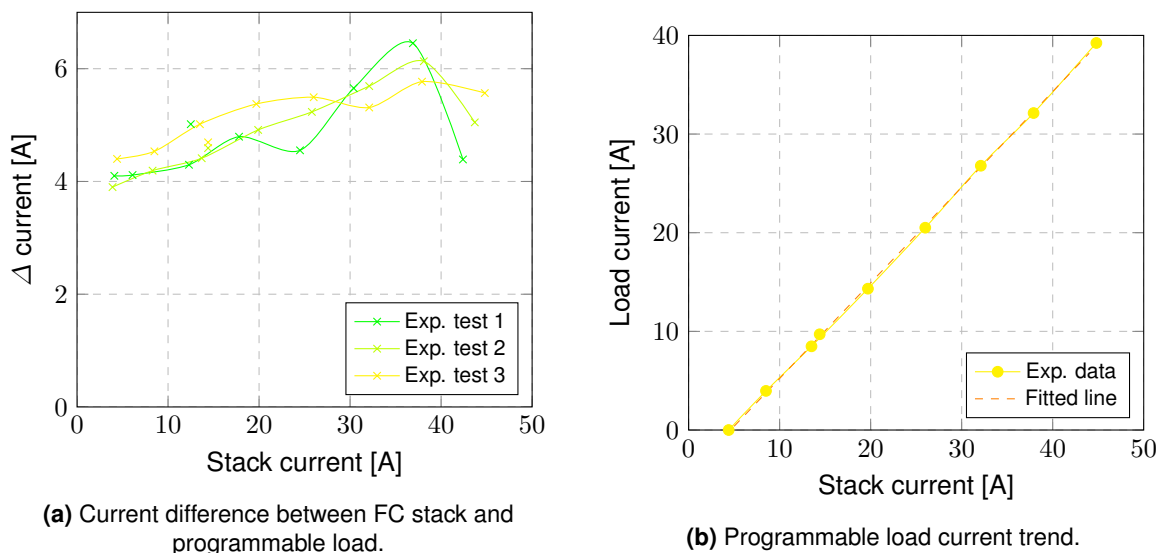 6
4
2
0
0 10 20 30 40 50
Δ current [A]
Stack current [A]
Exp. test 1
Exp. test 2
Exp. test 3
(a) Current difference between FC stack and
programmable load.
40
30
20
10
0
0 10 20 30 40 50
Load current [A]
Stack current [A]
Exp. data
Fitted line
(b) Programmable load current trend.